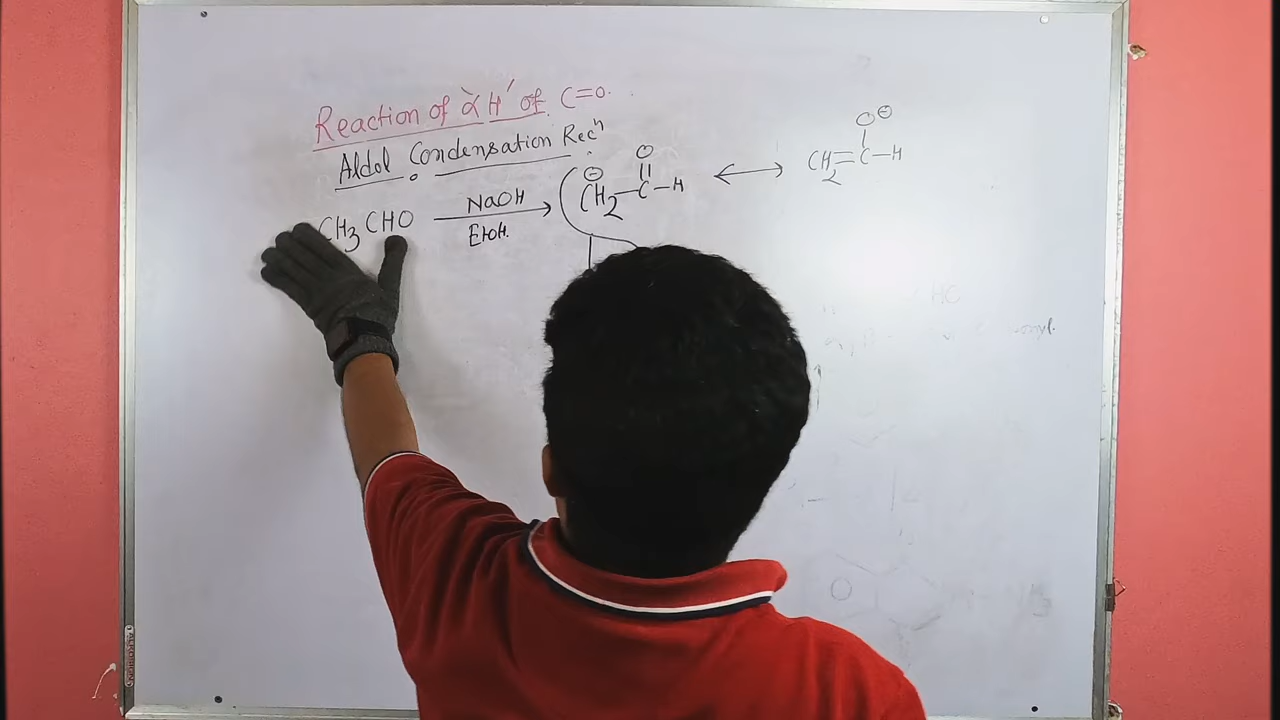 Reaction of α H' of C=O.
Aldol Condensation Recⁿ
CH₃CHO NaOH EtoH. ⊖CH₂–C–H O ⟷ CH₂=C–H O⊖